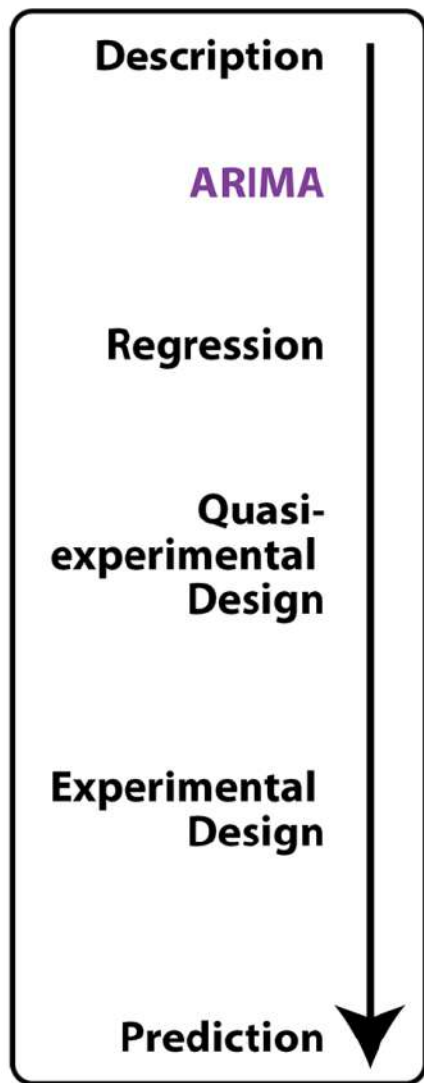 Description
ARIMA
Regression
Quasi-
experimental
Design
Experimental
Design
Prediction